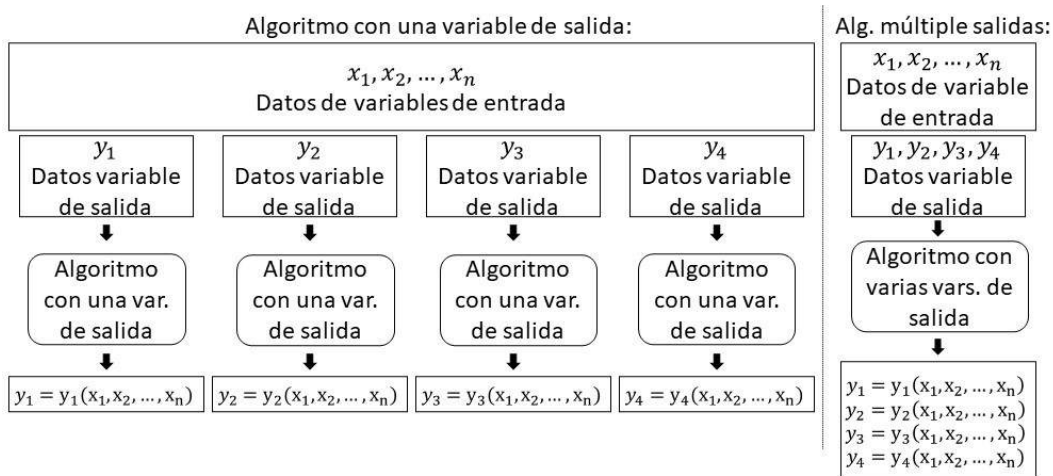 Algoritmo con una variable de salida:
x₁, x₂, ..., xₙ
Datos de variables de entrada
y₁
Datos variable
de salida
y₂
Datos variable
de salida
y₃
Datos variable
de salida
y₄
Datos variable
de salida
Algoritmo
con una var.
de salida
Algoritmo
con una var.
de salida
Algoritmo
con una var.
de salida
Algoritmo
con una var.
de salida
y₁ = y₁(x₁,x₂, ..., xₙ)
y₂ = y₂(x₁,x₂, ..., xₙ)
y₃ = y₃(x₁,x₂, ..., xₙ)
y₄ = y₄(x₁,x₂, ..., xₙ)
Alg. múltiple salidas:
x₁, x₂, ..., xₙ
Datos de variable
de entrada
y₁, y₂, y₃, y₄
Datos variable
de salida
Algoritmo con
varias vars. de
salida
y₁ = y₁(x₁,x₂, ..., xₙ)
y₂ = y₂(x₁,x₂, ..., xₙ)
y₃ = y₃(x₁,x₂, ..., xₙ)
y₄ = y₄(x₁,x₂, ..., xₙ)